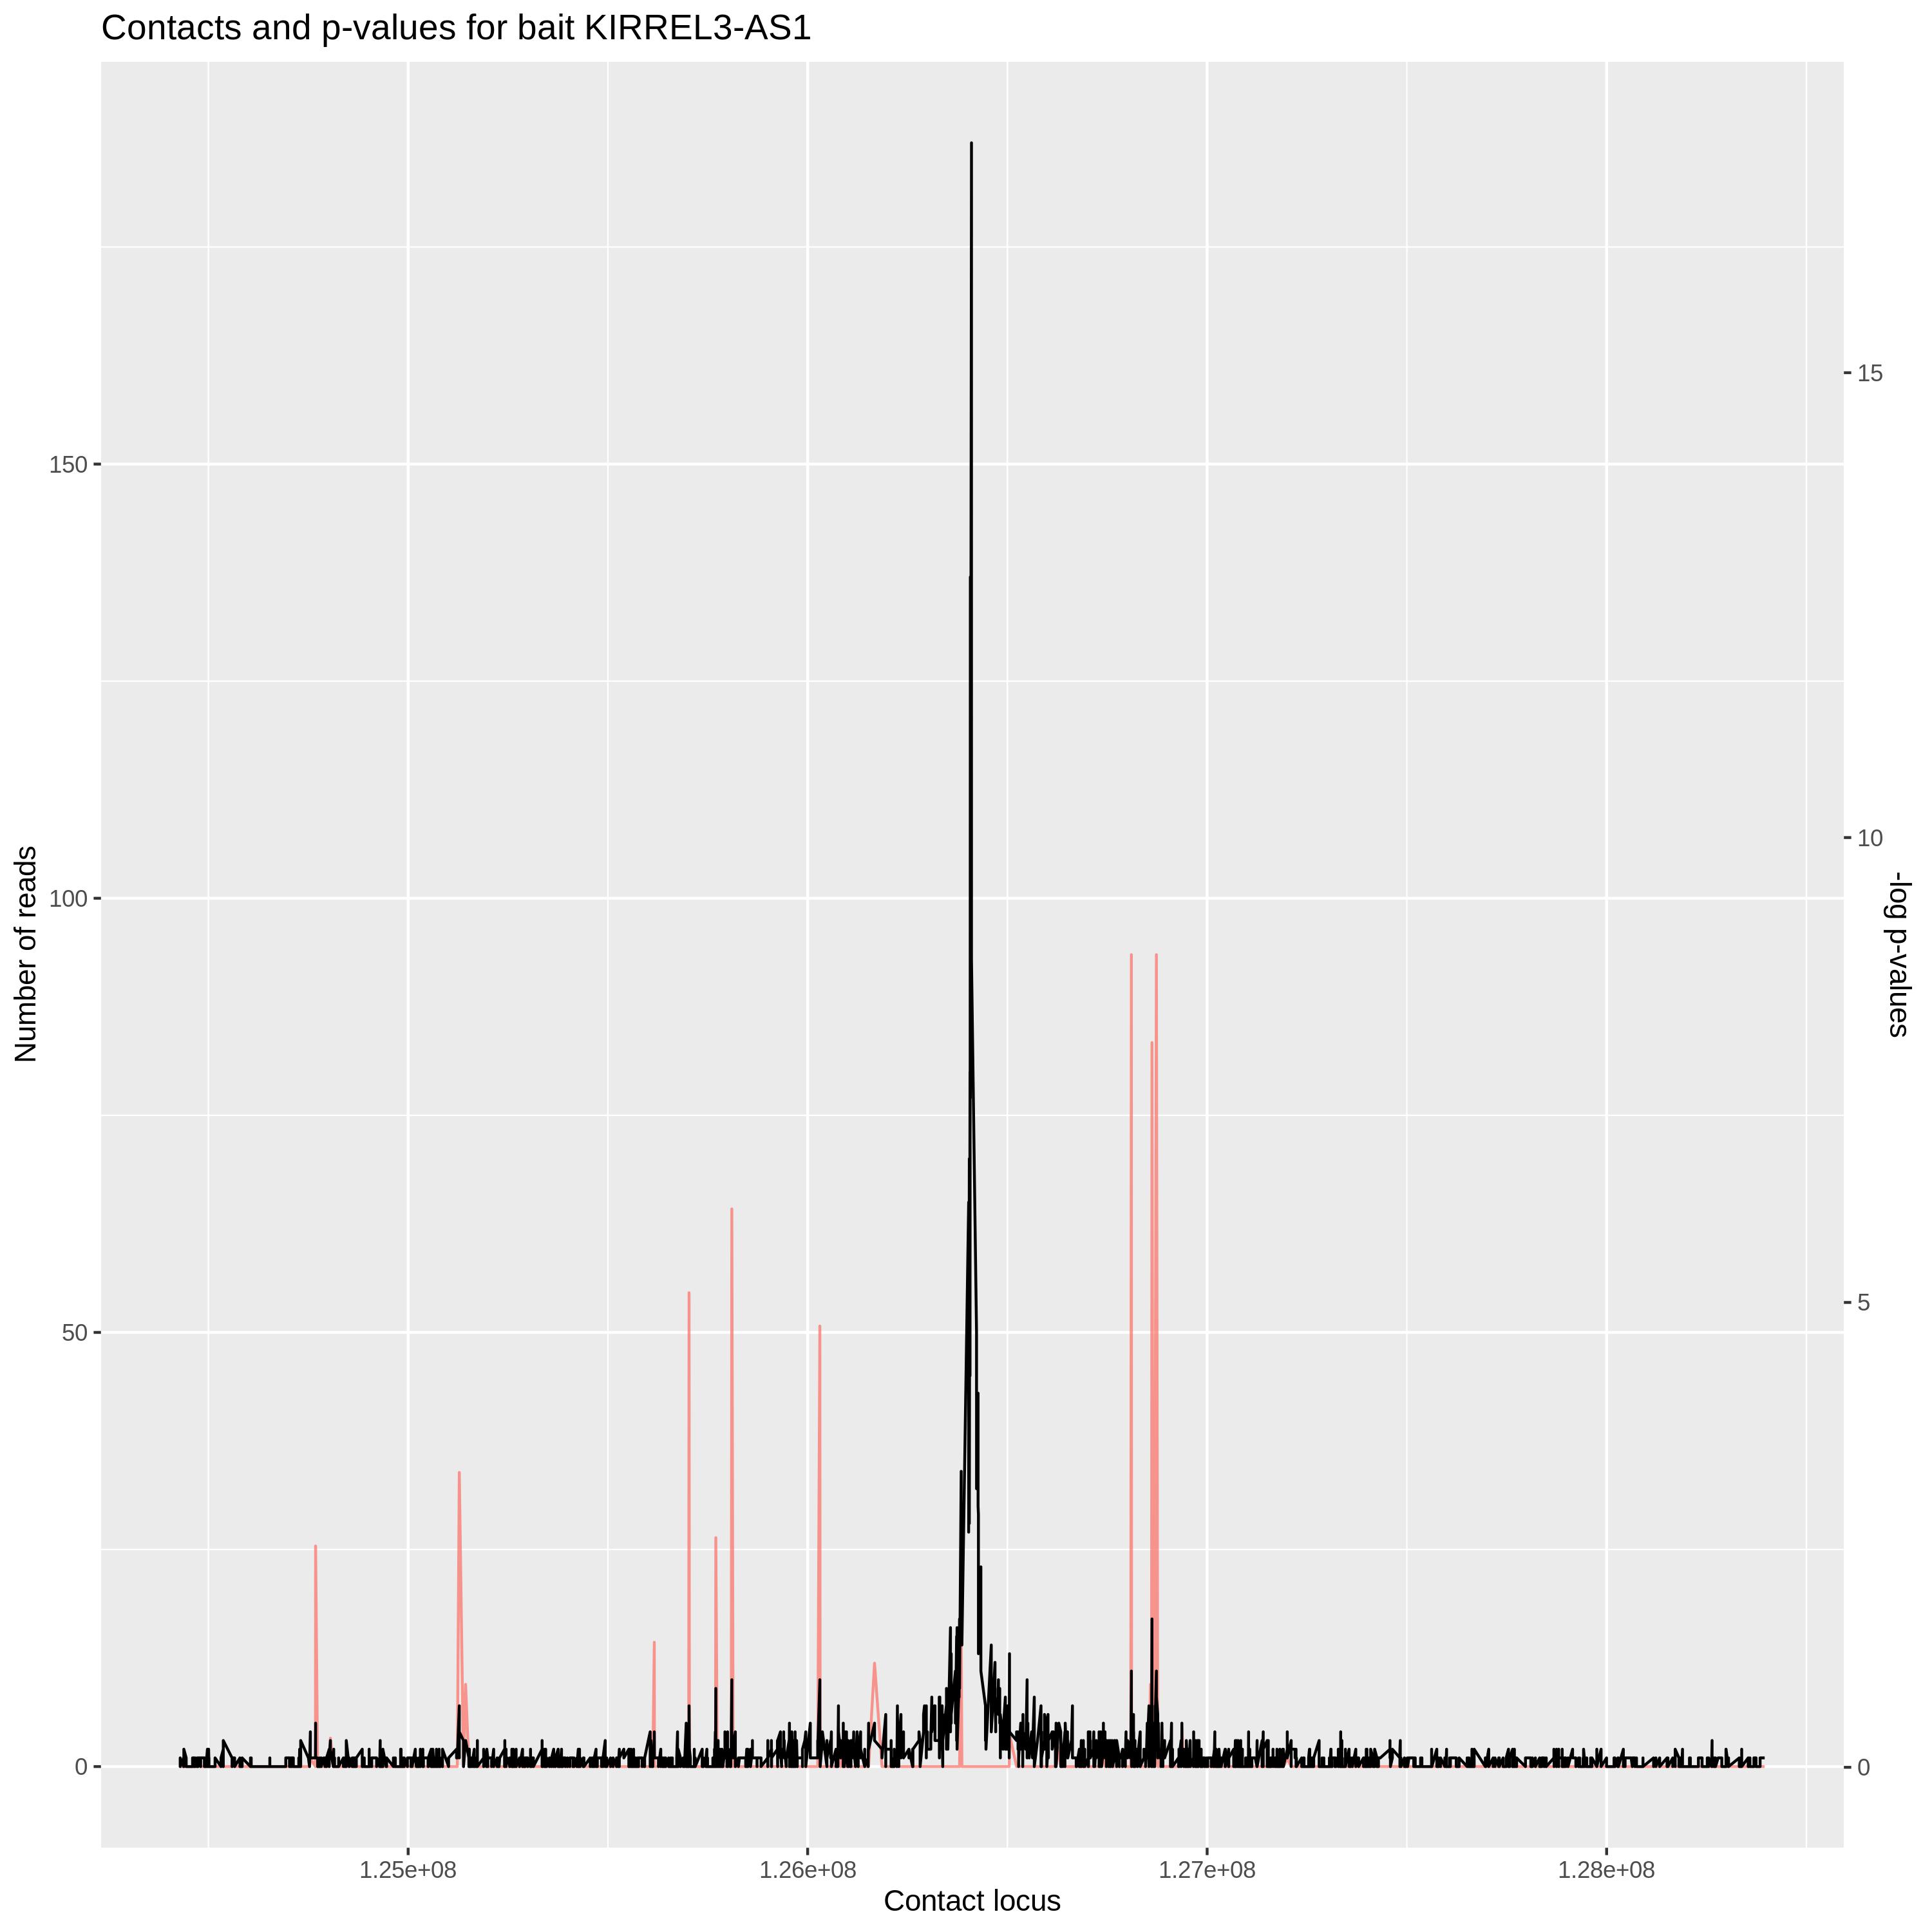 Contacts and p-values for bait KIRREL3-AS1
150
100
50
0
Number of reads
15
10
5
0
-log p-values
1.25e+08
1.26e+08
1.27e+08
1.28e+08
Contact locus